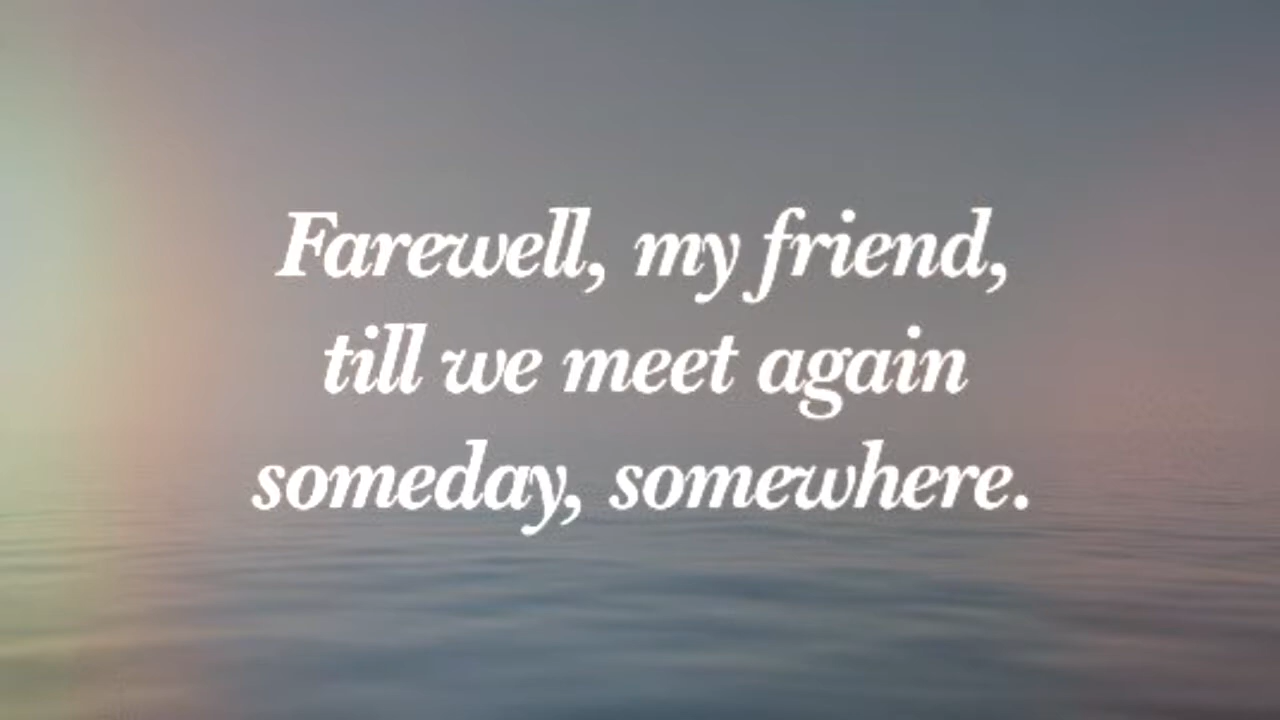 Farewell, my friend,
till we meet again
someday, somewhere.